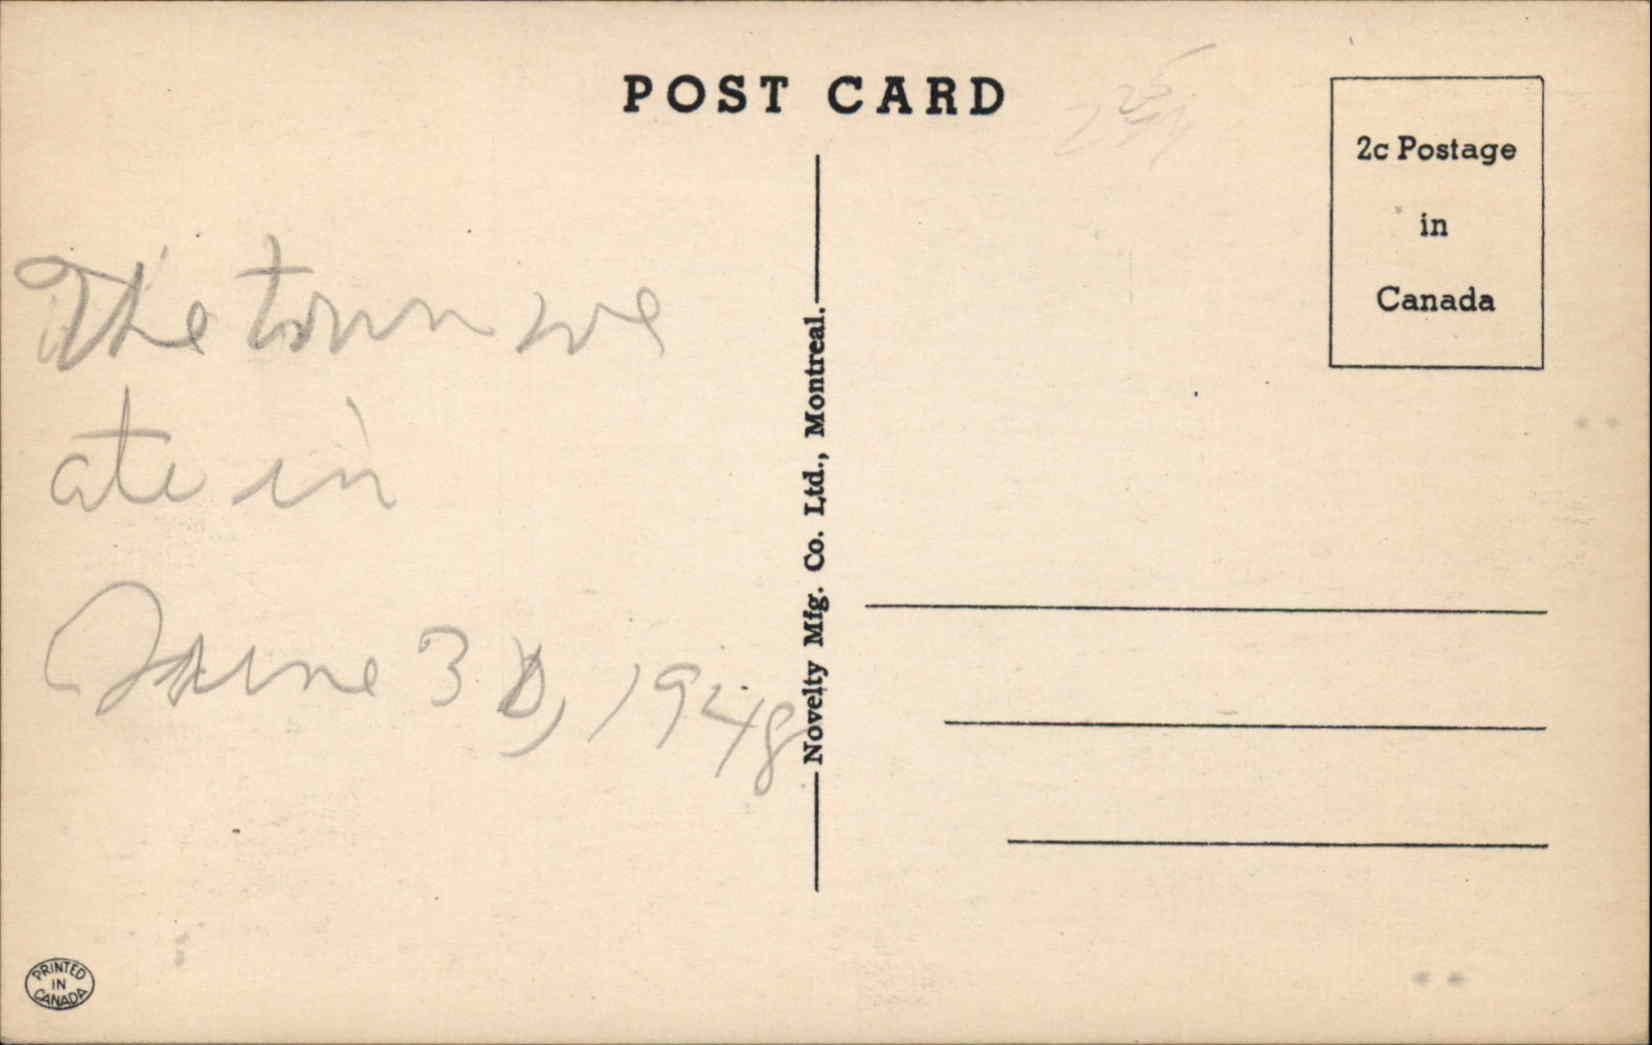 POST CARD
2c Postage
in
Canada
The town we
ate in
June 30, 1948
Novelty Mfg. Co. Ltd., Montreal.
PRINTED
IN
CANADA